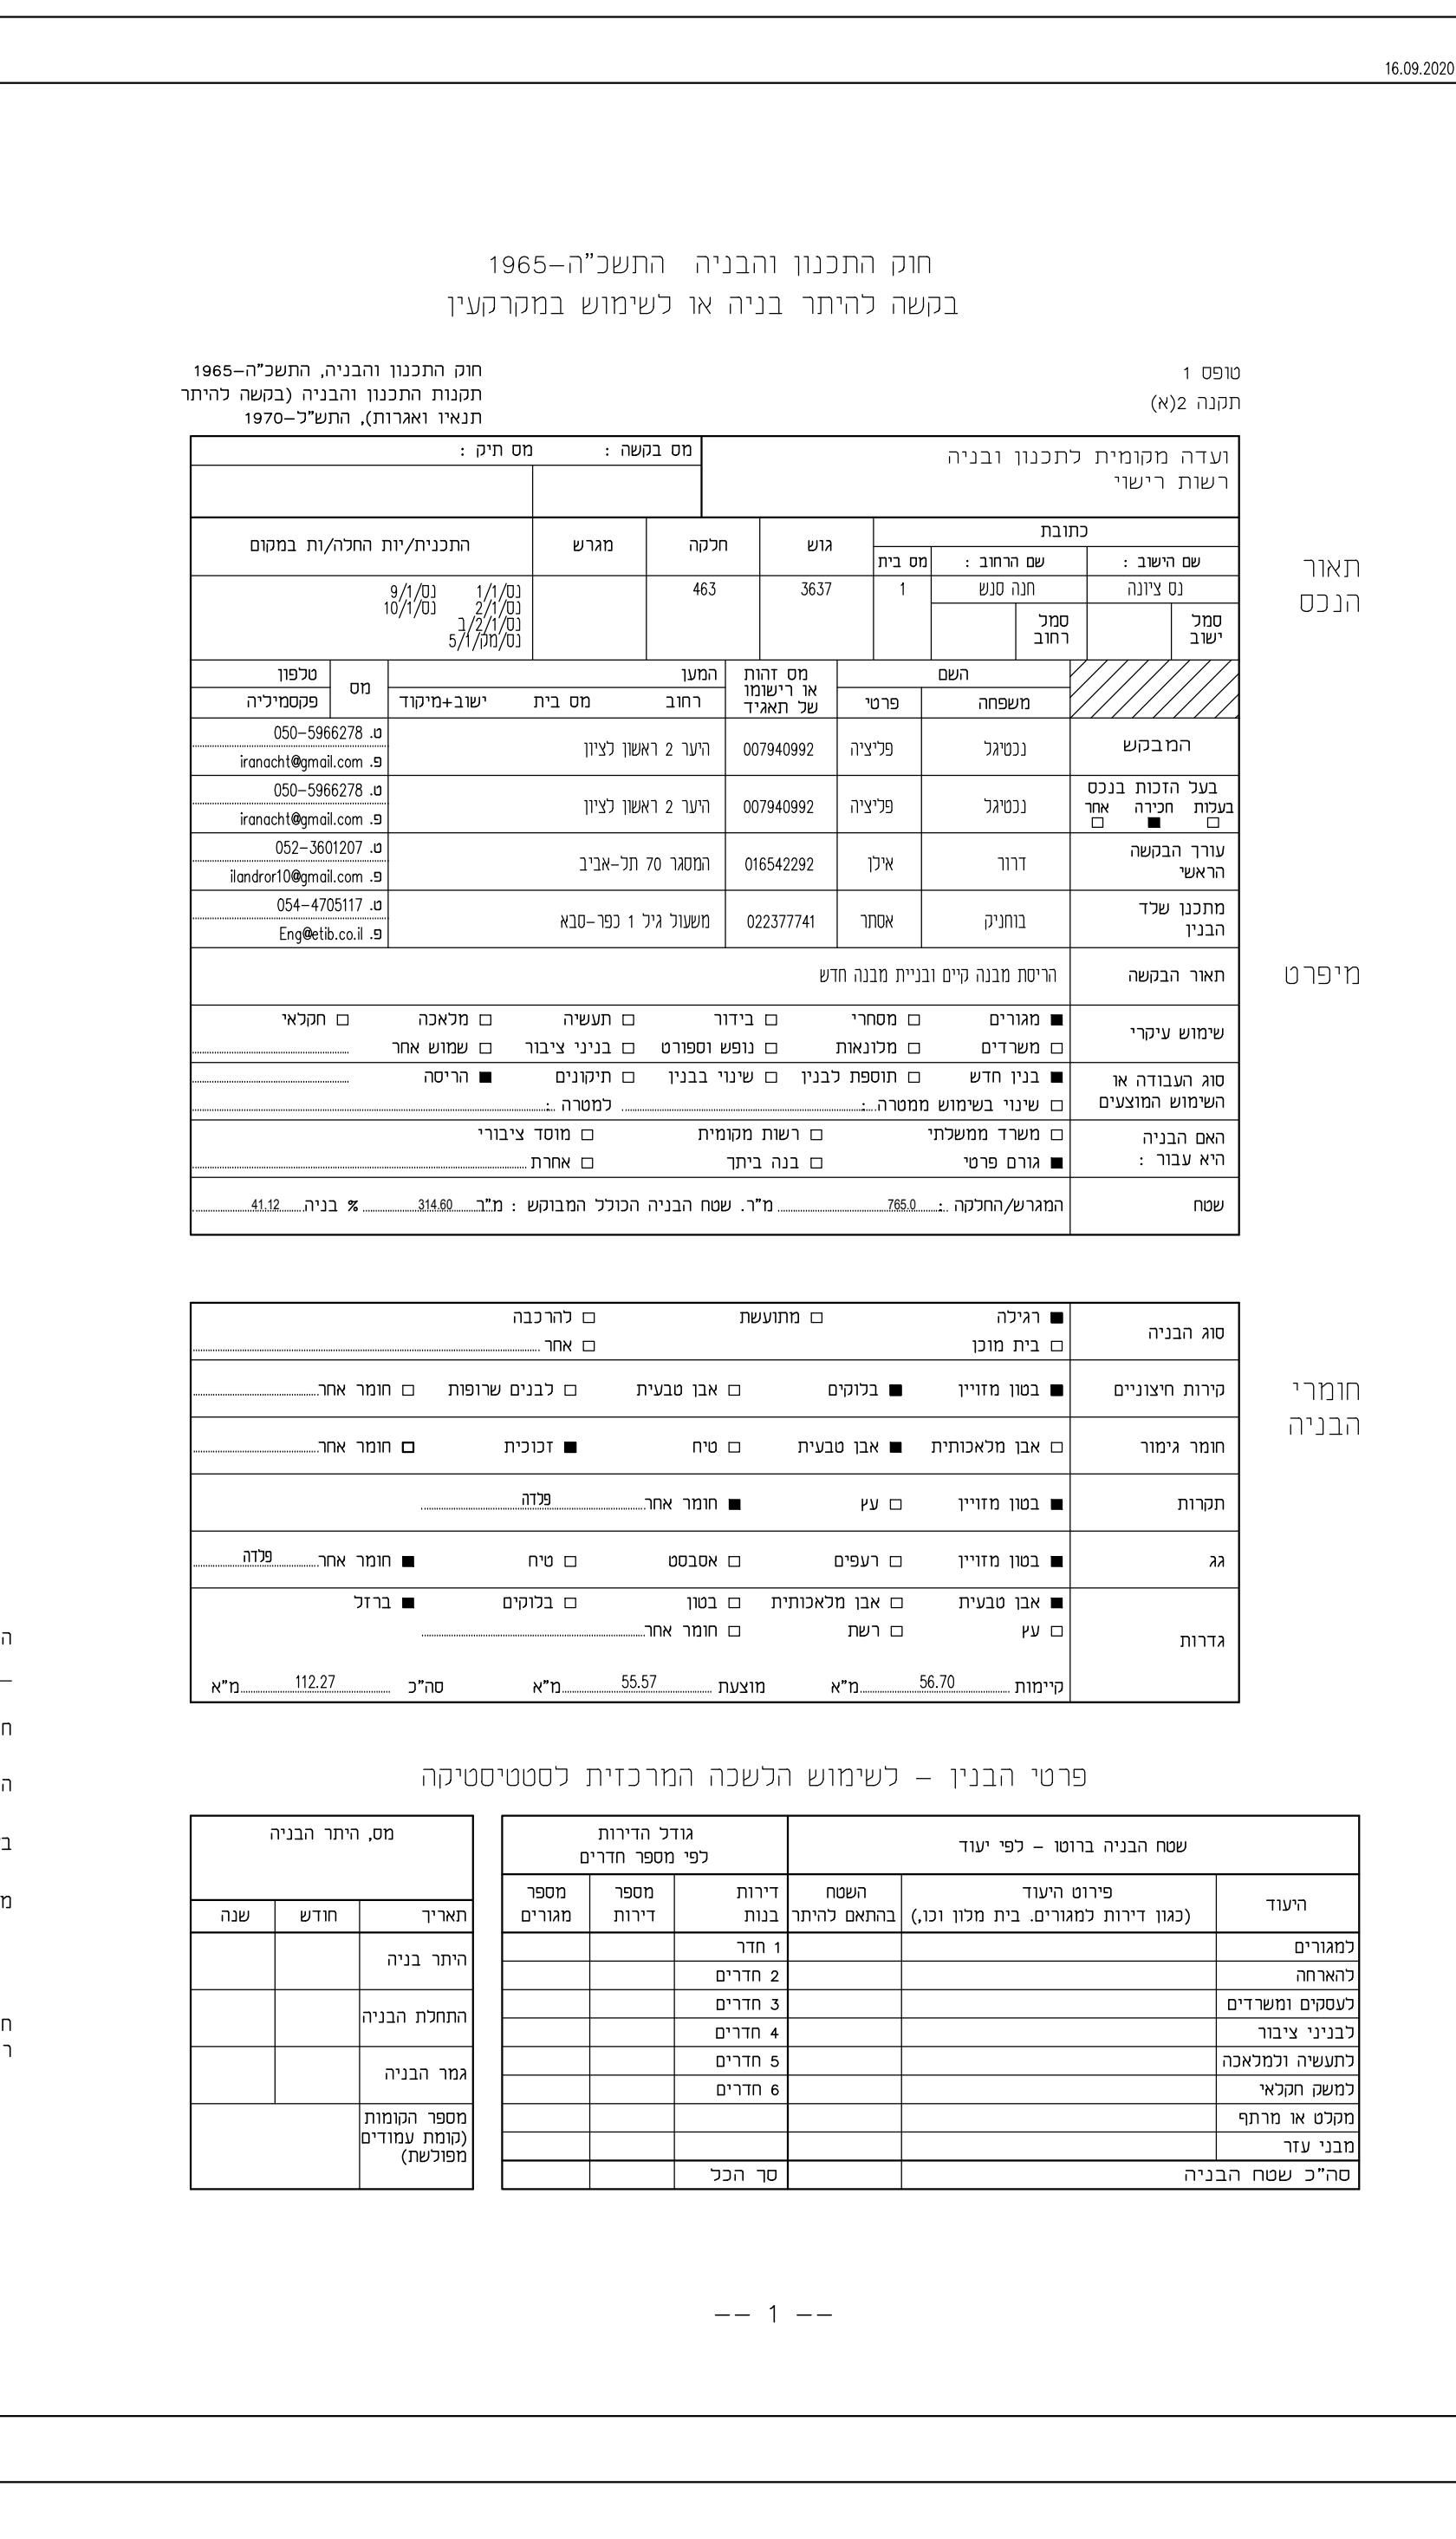 16.09.2020
חוק התכנון והבניה התשכ"ה-1965
בקשה להיתר בניה או לשימוש במקרקעין
טופס 1
תקנה 2(א)
חוק התכנון והבניה, התשכ"ה-1965
תקנות התכנון והבניה (בקשה להיתר
תנאיו ואגרות), התש"ל-1970
ועדה מקומית לתכנון ובניה
רשות רישוי
מס בקשה : מס תיק :
תאור
הנכס
כתובת גוש חלקה מגרש התכנית/יות החלה/ות במקום
שם הישוב : שם הרחוב : מס בית
נס ציונה חנה סנש 1 3637 463
נס/1/1 נס/9/1
נס/2/1 נס/10/1
נס/2/1/ב
נס/מק/5/1
סמל ישוב סמל רחוב
השם מס זהות או רישומו של תאגיד המען מס טלפון
משפחה פרטי רחוב מס בית ישוב+מיקוד פקסמיליה
המבקש נכטיגל פליציה 007940992 היער 2 ראשון לציון ט. 050-5966278
פ. iranacht@gmail.com
בעל הזכות בנכס
בעלות חכירה אחר
☐ ■ ☐
נכטיגל פליציה 007940992 היער 2 ראשון לציון ט. 050-5966278
פ. iranacht@gmail.com
עורך הבקשה
הראשי
דרור אילן 016542292 המסגר 70 תל-אביב ט. 052-3601207
פ. ilandror10@gmail.com
מתכנן שלד
הבנין
בוחניק אסתר 022377741 משעול גיל 1 כפר-סבא ט. 054-4705117
פ. Eng@etib.co.il
מיפרט
תאור הבקשה הריסת מבנה קיים ובניית מבנה חדש
שימוש עיקרי
■ מגורים ☐ מסחרי ☐ בידור ☐ תעשיה ☐ מלאכה ☐ חקלאי
☐ משרדים ☐ מלונאות ☐ נופש וספורט ☐ בניני ציבור ☐ שמוש אחר
סוג העבודה או
השימוש המוצעים
■ בנין חדש ☐ תוספת לבנין ☐ שינוי בבנין ☐ תיקונים ■ הריסה
☐ שינוי בשימוש ממטרה : למטרה :
האם הבניה
היא עבור :
☐ משרד ממשלתי ☐ רשות מקומית ☐ מוסד ציבורי
■ גורם פרטי ☐ בנה ביתך ☐ אחרת
שטח המגרש/החלקה : 765.0 מ"ר. שטח הבניה הכולל המבוקש : מ"ר 314.60 % בניה 41.12
חומרי
הבניה
סוג הבניה
■ רגילה ☐ מתועשת ☐ להרכבה
☐ בית מוכן ☐ אחר
קירות חיצוניים ■ בטון מזויין ■ בלוקים ☐ אבן טבעית ☐ לבנים שרופות ☐ חומר אחר
חומר גימור ☐ אבן מלאכותית ■ אבן טבעית ☐ טיח ■ זכוכית ☐ חומר אחר
תקרות ■ בטון מזויין ☐ עץ ■ חומר אחר פלדה
גג ■ בטון מזויין ☐ רעפים ☐ אסבסט ☐ טיח ■ חומר אחר פלדה
גדרות
■ אבן טבעית ☐ אבן מלאכותית ☐ בטון ☐ בלוקים ■ ברזל
☐ עץ ☐ רשת ☐ חומר אחר
קיימות 56.70 מ"א מוצעת 55.57 מ"א סה"כ 112.27 מ"א
פרטי הבנין - לשימוש הלשכה המרכזית לסטטיסטיקה
שטח הבניה ברוטו - לפי יעוד
היעוד
פירוט היעוד
(כגון דירות למגורים. בית מלון וכו,)
השטח
בהתאם להיתר
למגורים
להארחה
לעסקים ומשרדים
לבניני ציבור
לתעשיה ולמלאכה
למשק חקלאי
מקלט או מרתף
מבני עזר
סה"כ שטח הבניה
גודל הדירות
לפי מספר חדרים
דירות
בנות
מספר
דירות
מספר
מגורים
1 חדר
2 חדרים
3 חדרים
4 חדרים
5 חדרים
6 חדרים
סך הכל
מס, היתר הבניה
תאריך חודש שנה
היתר בניה
התחלת הבניה
גמר הבניה
מספר הקומות
(קומת עמודים
מפולשת)
-- 1 --